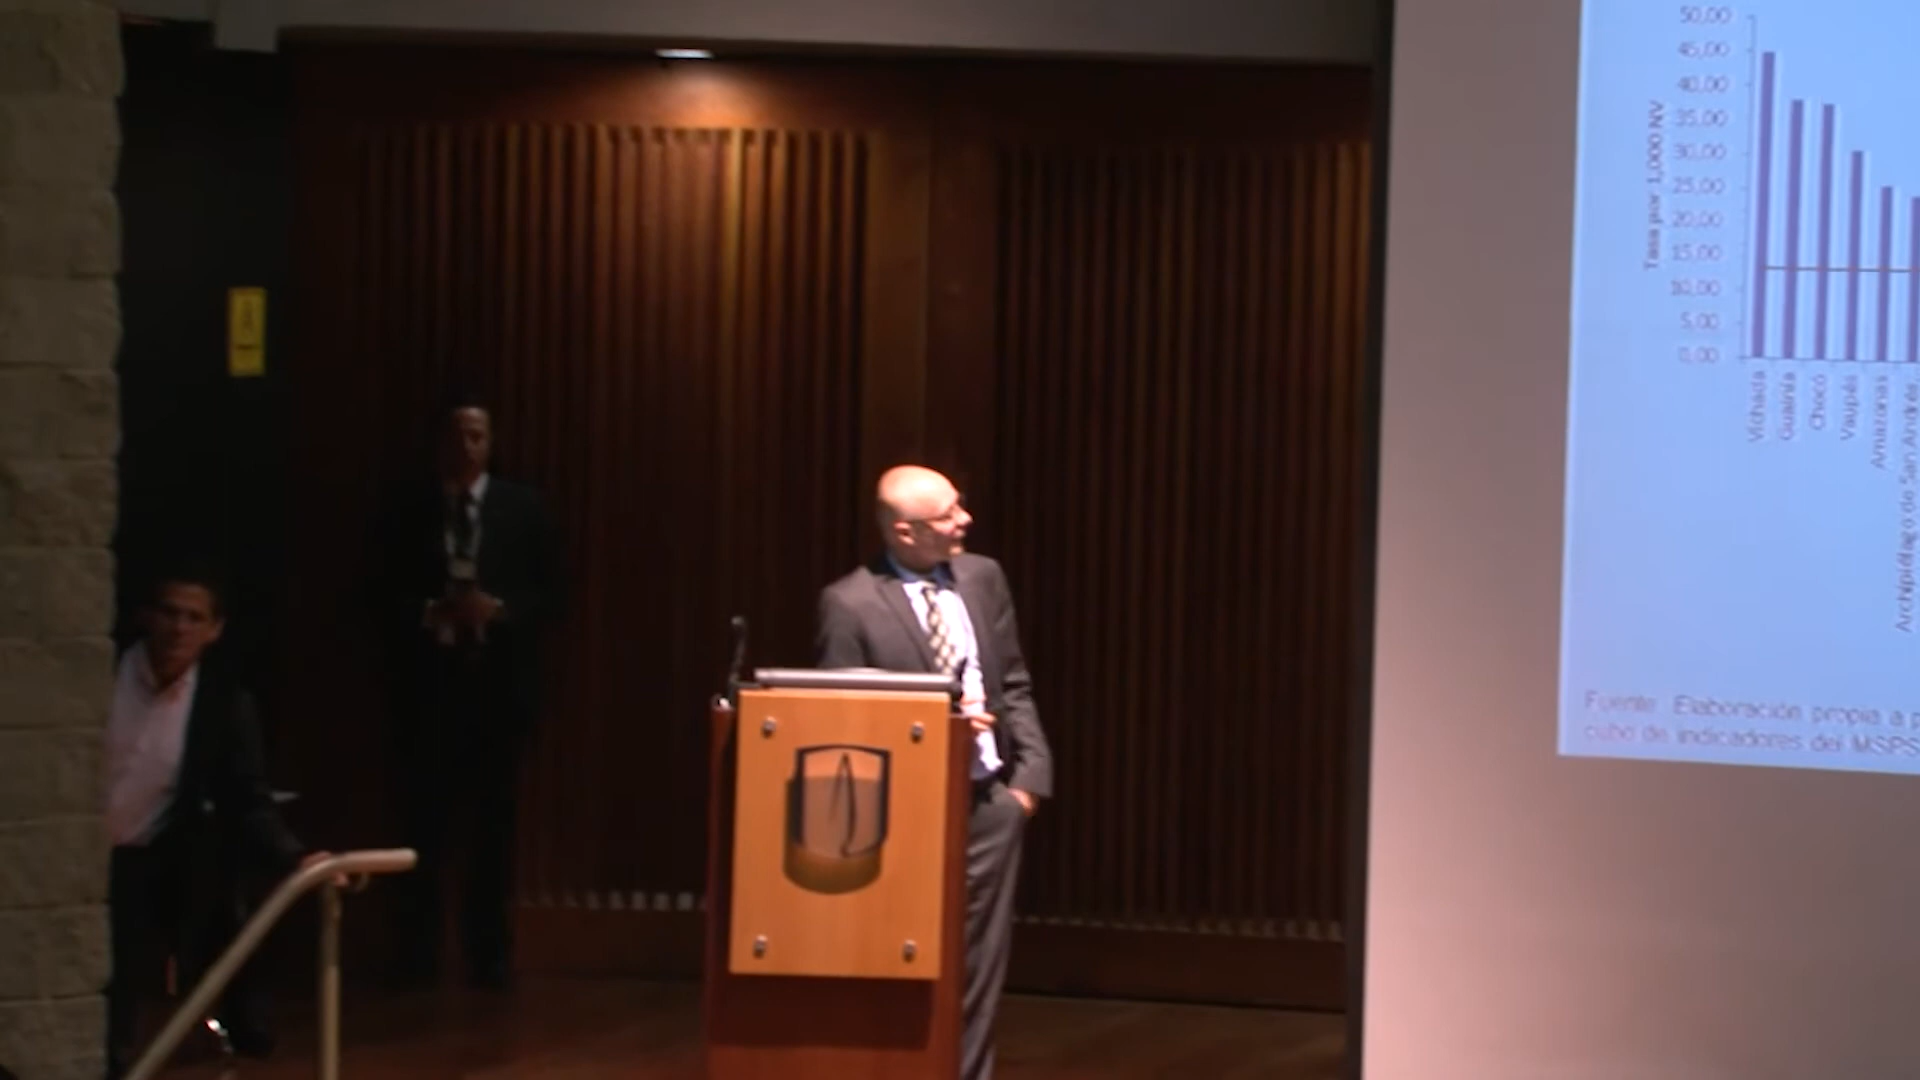 50,00
45,00
40,00
35,00
30,00
25,00
20,00
15,00
10,00
5,00
0,00
Tasa por 1,000 NV
Vichada
Guainía
Chocó
Vaupés
Amazonas
Archipiélago de San Andrés
Fuente: Elaboración propia a p
cubo de indicadores del MSPS